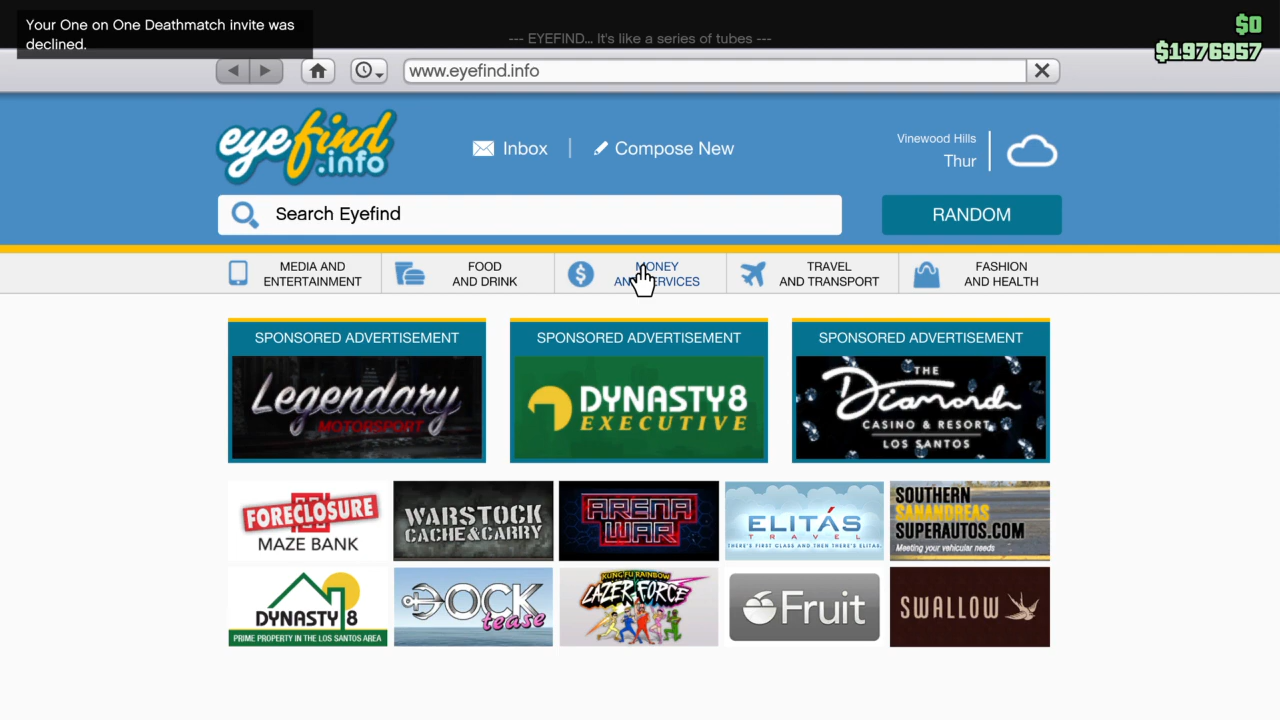 Your One on One Deathmatch invite was
declined.
--- EYEFIND... It's like a series of tubes ---
$0
$1976957
www.eyefind.info
eyefind
.info
Inbox
Compose New
Vinewood Hills
Thur
Search Eyefind
RANDOM
MEDIA AND
ENTERTAINMENT
FOOD
AND DRINK
MONEY
AND SERVICES
TRAVEL
AND TRANSPORT
FASHION
AND HEALTH
SPONSORED ADVERTISEMENT
Legendary
MOTORSPORT
SPONSORED ADVERTISEMENT
DYNASTY8
EXECUTIVE
SPONSORED ADVERTISEMENT
THE
Diamond
CASINO & RESORT
LOS SANTOS
FORECLOSURE
MAZE BANK
WARSTOCK
CACHE&CARRY
ARENA
WAR
ELITÁS
TRAVEL
THERE'S FIRST CLASS AND THEN THERE'S ELITAS.
SOUTHERN
SANANDREAS
SUPERAUTOS.COM
Meeting your vehicular needs
DYNASTY 8
PRIME PROPERTY IN THE LOS SANTOS AREA
DOCK
tease
KUNG FU RAINBOW
LAZER FORCE
Fruit
SWALLOW